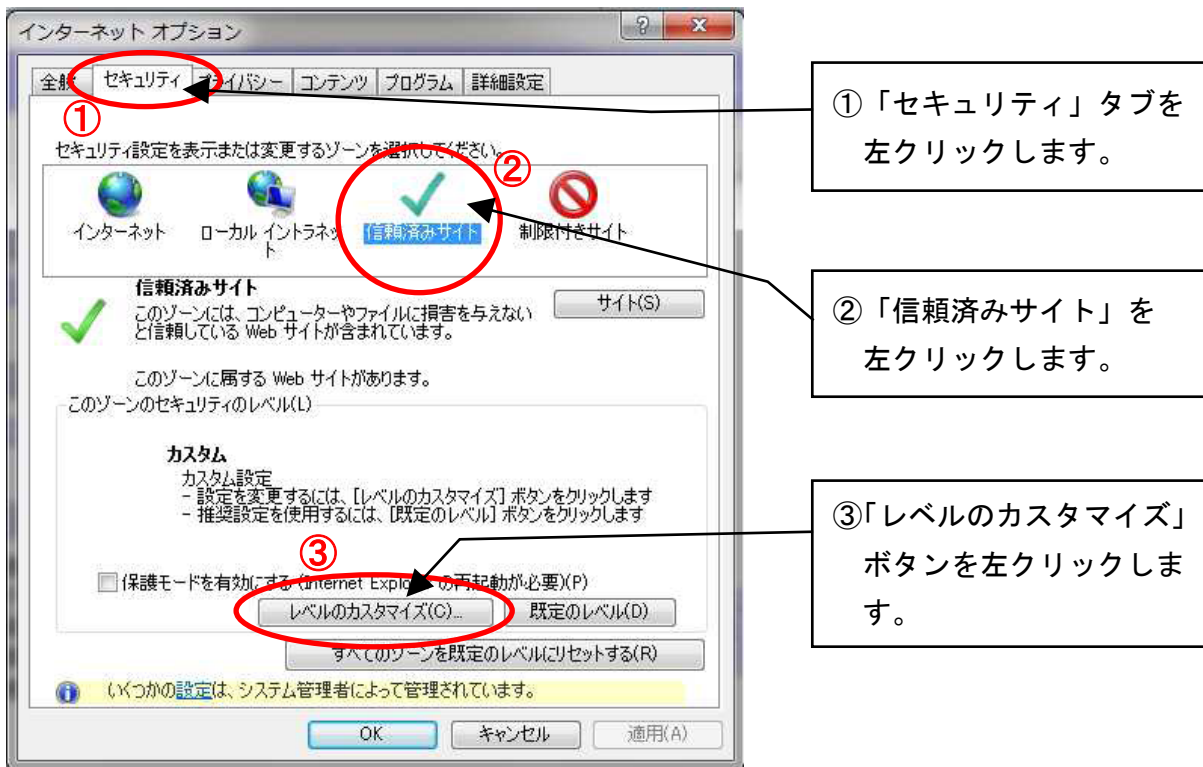 インターネット オプション
全般 セキュリティ プライバシー コンテンツ プログラム 詳細設定
①
セキュリティ設定を表示または変更するゾーンを選択してください。
②
インターネット
ローカル イントラネッ
ト
信頼済みサイト
制限付きサイト
信頼済みサイト
このゾーンには、コンピューターやファイルに損害を与えない
と信頼している Web サイトが含まれています。
サイト(S)
このゾーンに属する Web サイトがあります。
このゾーンのセキュリティのレベル(L)
カスタム
カスタム設定
- 設定を変更するには、[レベルのカスタマイズ] ボタンをクリックします
- 推奨設定を使用するには、[既定のレベル] ボタンをクリックします
③
保護モードを有効にする (Internet Explorer の再起動が必要)(P)
レベルのカスタマイズ(C)...
既定のレベル(D)
すべてのゾーンを既定のレベルにリセットする(R)
いくつかの設定は、システム管理者によって管理されています。
OK
キャンセル
適用(A)
①「セキュリティ」タブを
左クリックします。
②「信頼済みサイト」を
左クリックします。
③「レベルのカスタマイズ」
ボタンを左クリックしま
す。